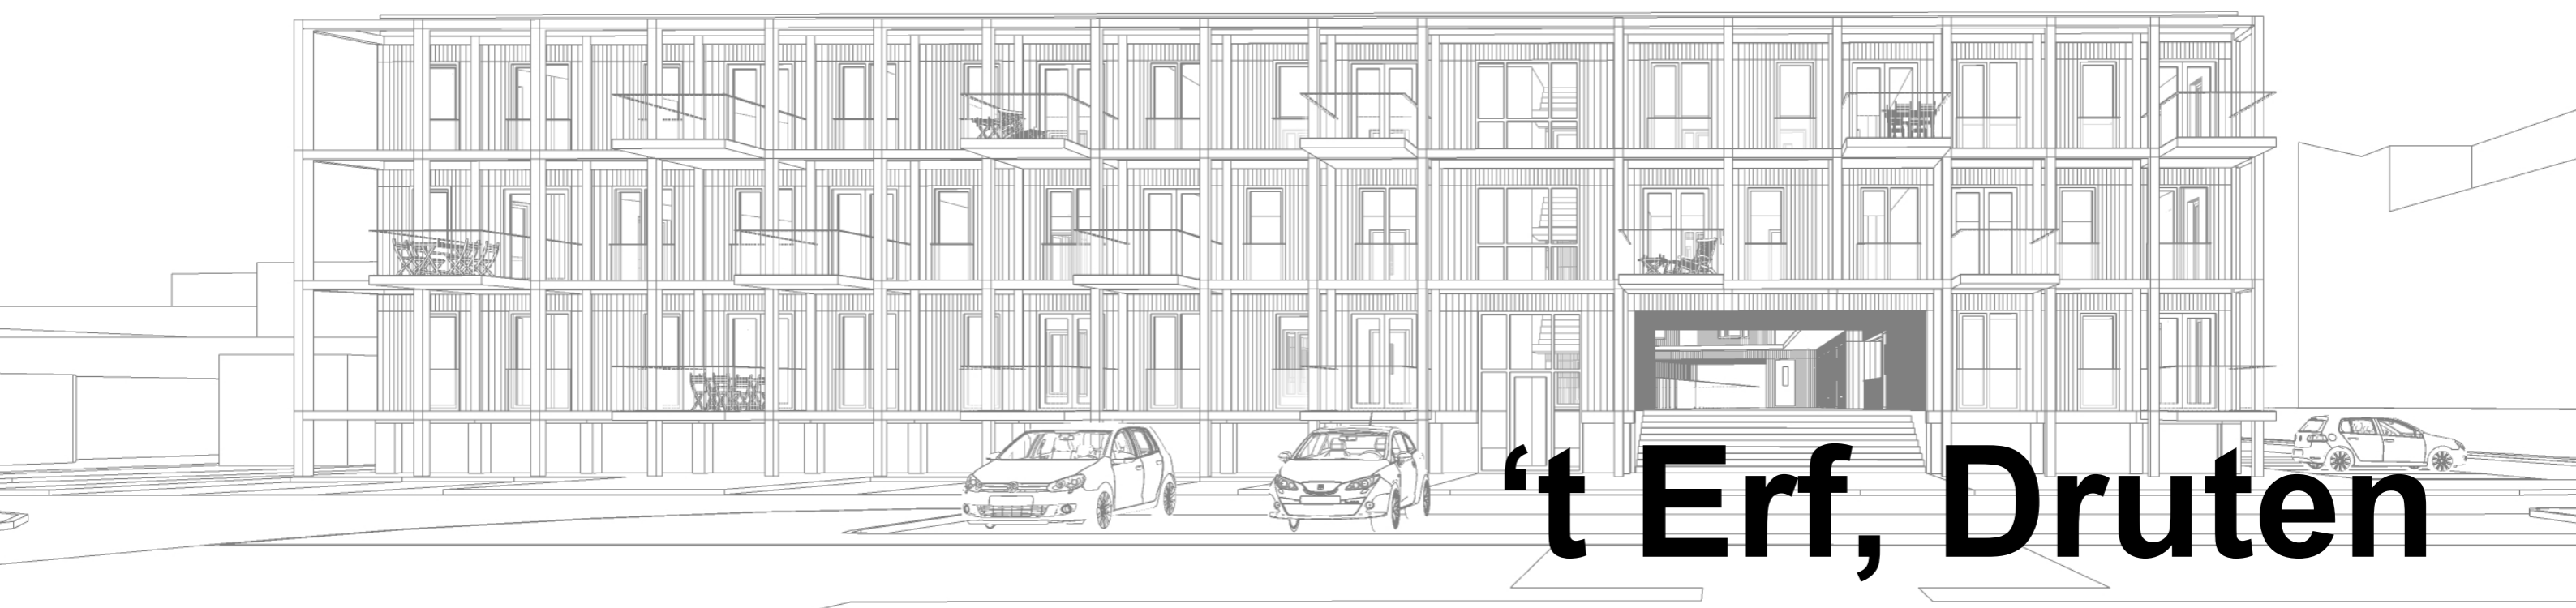 ‘t Erf, Druten